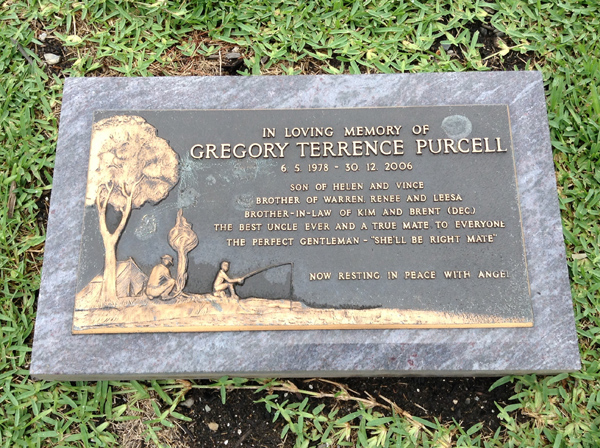 IN LOVING MEMORY OF
GREGORY TERRENCE PURCELL
6. 5. 1978 - 30. 12. 2006
SON OF HELEN AND VINCE
BROTHER OF WARREN, RENEE AND LEESA
BROTHER-IN-LAW OF KIM AND BRENT (DEC.)
THE BEST UNCLE EVER AND A TRUE MATE TO EVERYONE
THE PERFECT GENTLEMAN - "SHE'LL BE RIGHT MATE"
NOW RESTING IN PEACE WITH ANGEL